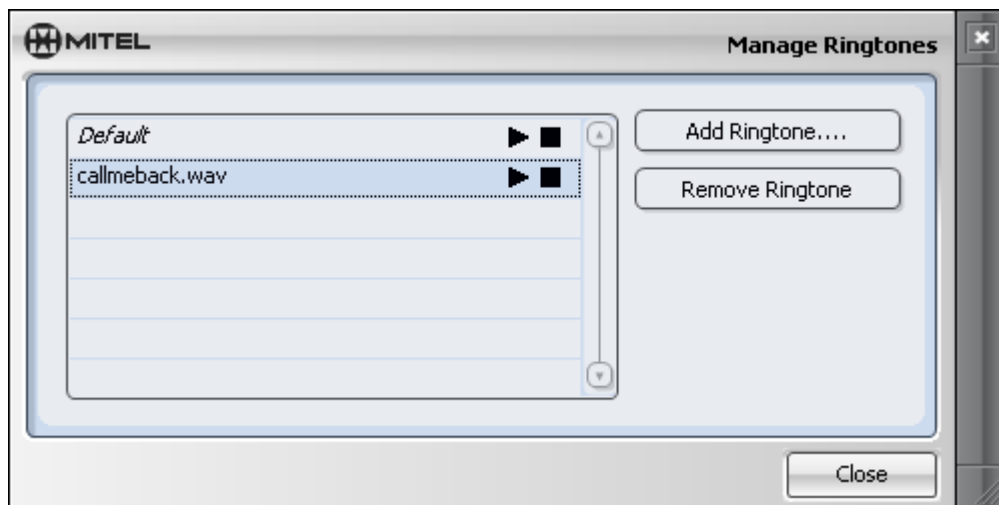 MITEL
Manage Ringtones
Default
callmeback.wav
Add Ringtone....
Remove Ringtone
Close